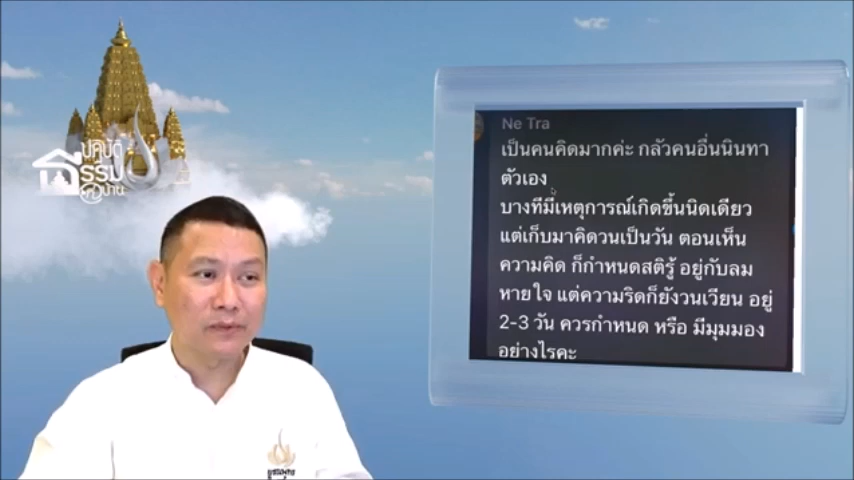 ปฏิบัติ
ธรรม
ที่บ้าน
Ne Tra
เป็นคนคิดมากค่ะ กลัวคนอื่นนินทา
ตัวเอง
บางทีมีเหตุการณ์เกิดขึ้นนิดเดียว
แต่เก็บมาคิดวนเป็นวัน ตอนเห็น
ความคิด ก็กำหนดสติรู้ อยู่กับลม
หายใจ แต่ความริดก็ยังวนเวียน อยู่
2-3 วัน ควรกำหนด หรือ มีมุมมอง
อย่างไรคะ